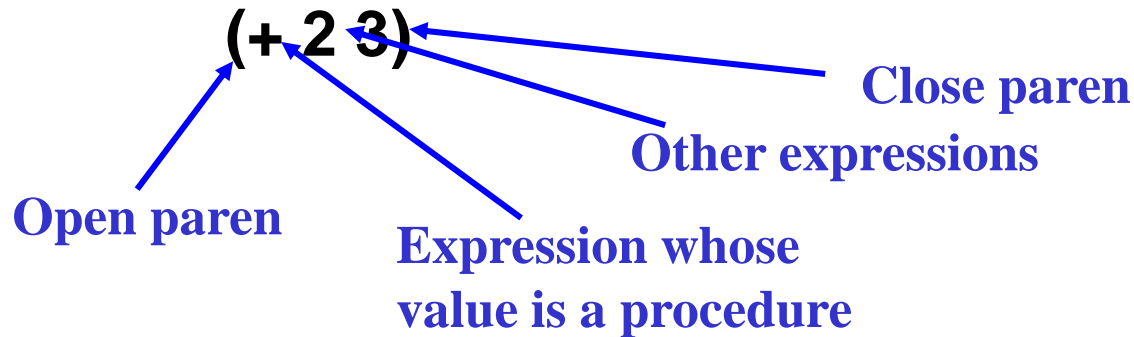 (+ 2 3)
Close paren
Other expressions
Open paren
Expression whose
value is a procedure